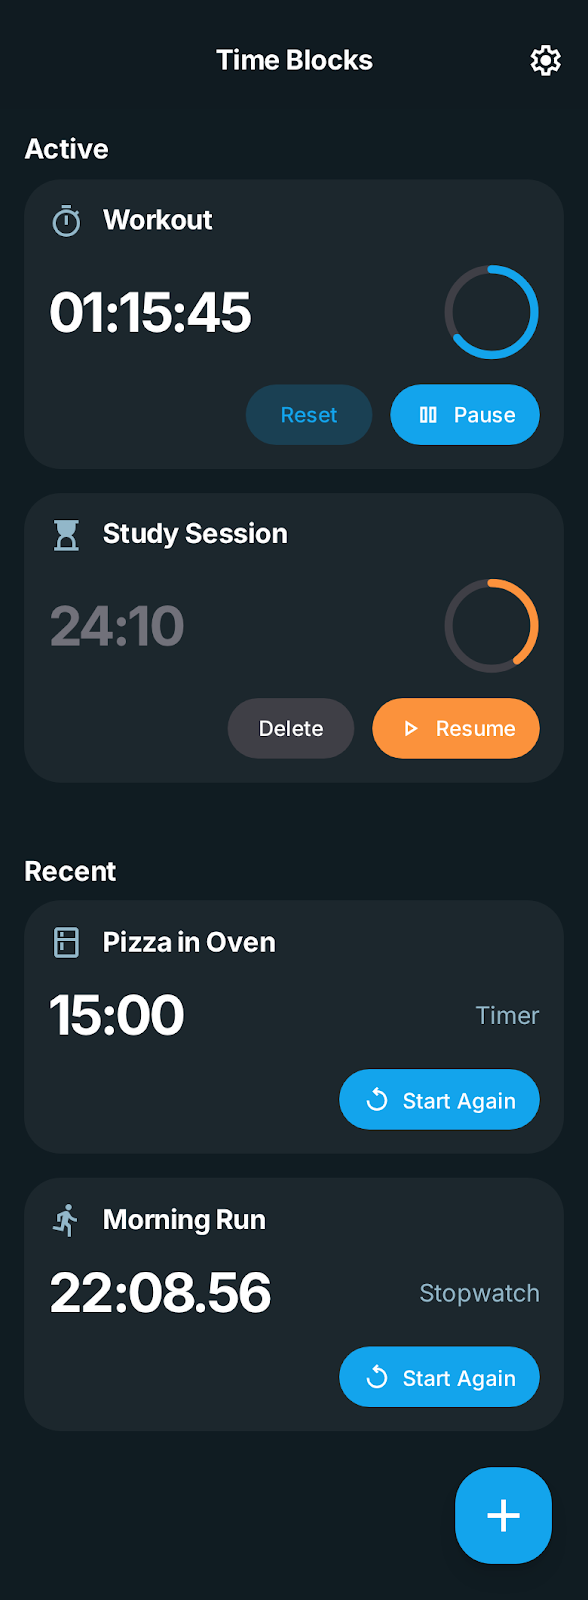 Time Blocks
Active
Workout
01:15:45
Reset
Pause
Study Session
24:10
Delete
Resume
Recent
Pizza in Oven
15:00
Timer
Start Again
Morning Run
22:08.56
Stopwatch
Start Again